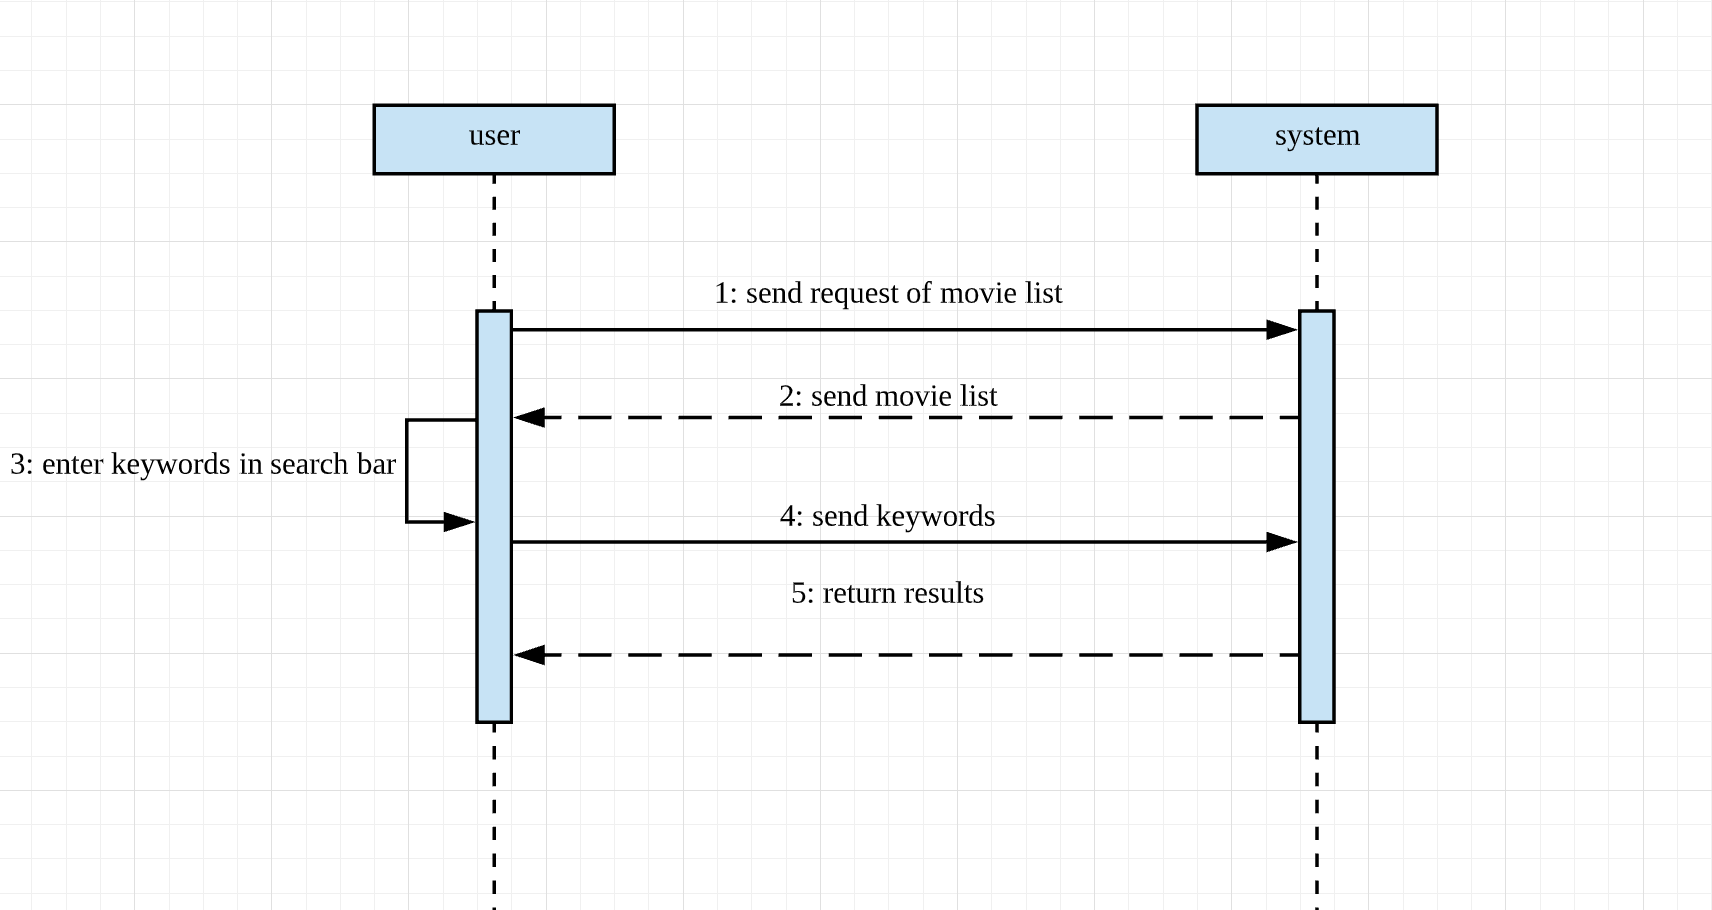 user
system
1: send request of movie list
2: send movie list
3: enter keywords in search bar
4: send keywords
5: return results